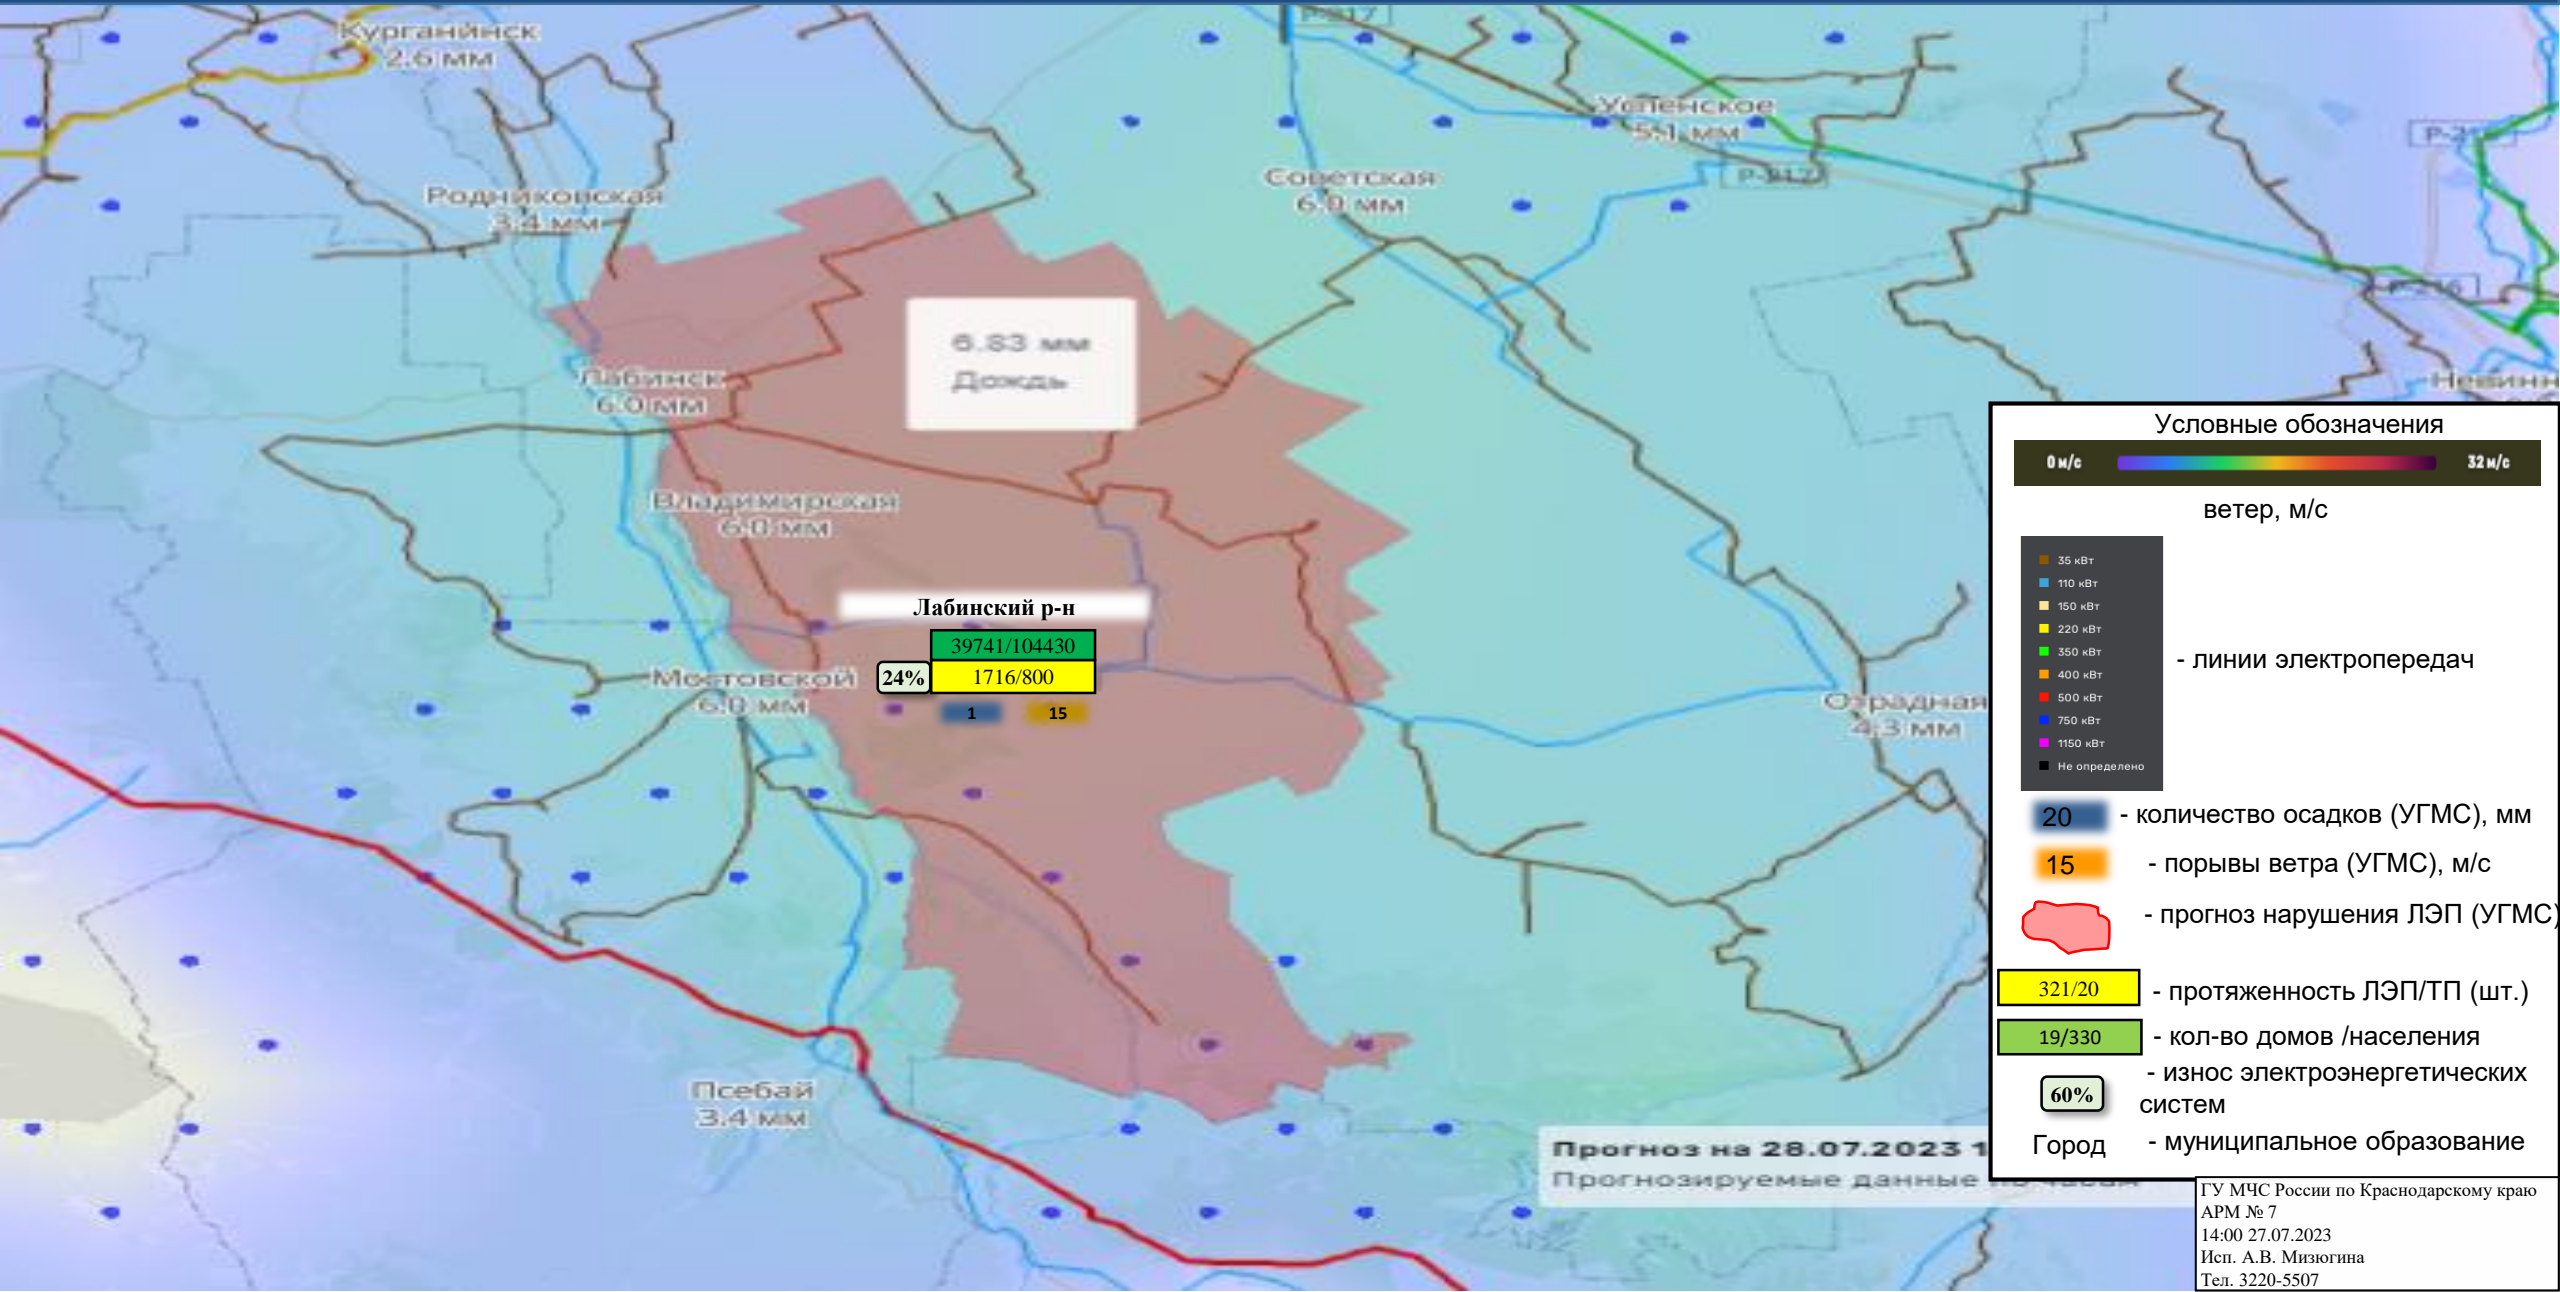 Р-217
Курганинск
2.6 мм
Успенское
5.1 мм
Р-217
Советская
6.0 мм
Родниковская
3.4 мм
Р-216
6.83 мм
Дождь
Лабинск
6.0 мм
Владимирская
6.0 мм
Лабинский р-н
39741/104430
24%
1716/800
1
15
Мостовской
6.0 мм
Отрадная
4.3 мм
Псебай
3.4 мм
Прогноз на 28.07.2023 1
Прогнозируемые данные
Условные обозначения
0 м/с
32 м/с
ветер, м/с
35 кВт
110 кВт
150 кВт
220 кВт
350 кВт
400 кВт
500 кВт
750 кВт
1150 кВт
Не определено
- линии электропередач
20 - количество осадков (УГМС), мм
15 - порывы ветра (УГМС), м/с
- прогноз нарушения ЛЭП (УГМС)
321/20 - протяженность ЛЭП/ТП (шт.)
19/330 - кол-во домов /населения
60% - износ электроэнергетических
систем
Город - муниципальное образование
ГУ МЧС России по Краснодарскому краю
АРМ № 7
14:00 27.07.2023
Исп. А.В. Мизюгина
Тел. 3220-5507